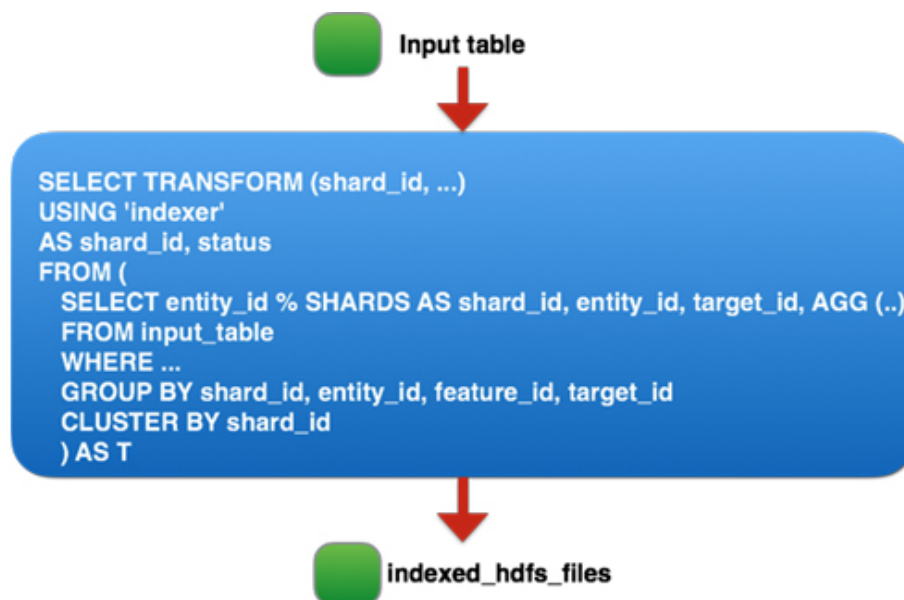 Input table
SELECT TRANSFORM (shard_id, ...)
USING 'indexer'
AS shard_id, status
FROM (
SELECT entity_id % SHARDS AS shard_id, entity_id, target_id, AGG (..)
FROM input_table
WHERE ...
GROUP BY shard_id, entity_id, feature_id, target_id
CLUSTER BY shard_id
) AS T
indexed_hdfs_files